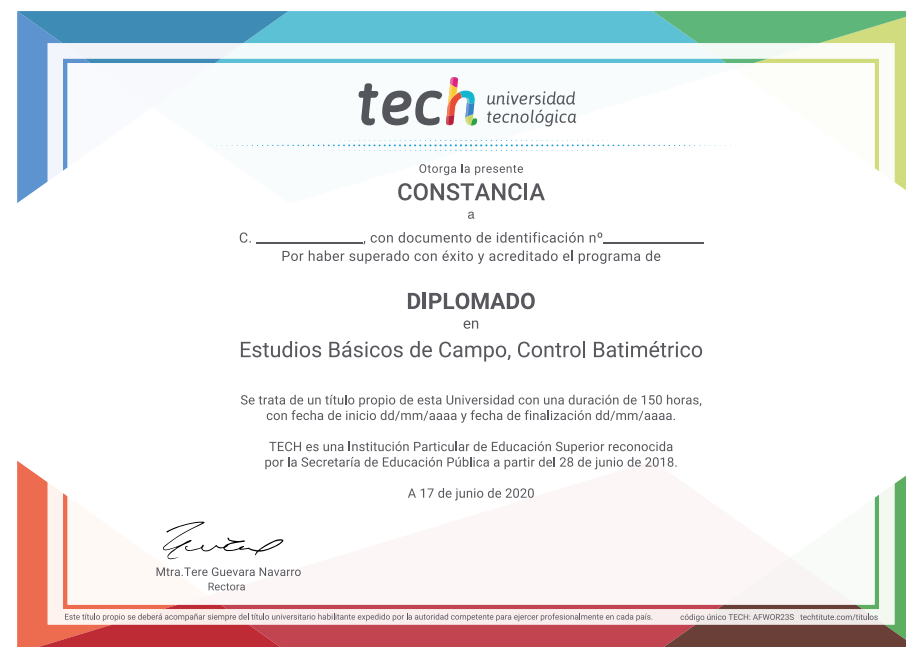 tech universidad
tecnológica
Otorga la presente
CONSTANCIA
a
C. ____________, con documento de identificación nº____________
Por haber superado con éxito y acreditado el programa de
DIPLOMADO
en
Estudios Básicos de Campo, Control Batimétrico
Se trata de un título propio de esta Universidad con una duración de 150 horas,
con fecha de inicio dd/mm/aaaa y fecha de finalización dd/mm/aaaa.
TECH es una Institución Particular de Educación Superior reconocida
por la Secretaría de Educación Pública a partir del 28 de junio de 2018.
A 17 de junio de 2020
Mtra.Tere Guevara Navarro
Rectora
Este título propio se deberá acompañar siempre del título universitario habilitante expedido por la autoridad competente para ejercer profesionalmente en cada país. código único TECH: AFWOR23S techtitute.com/titulos